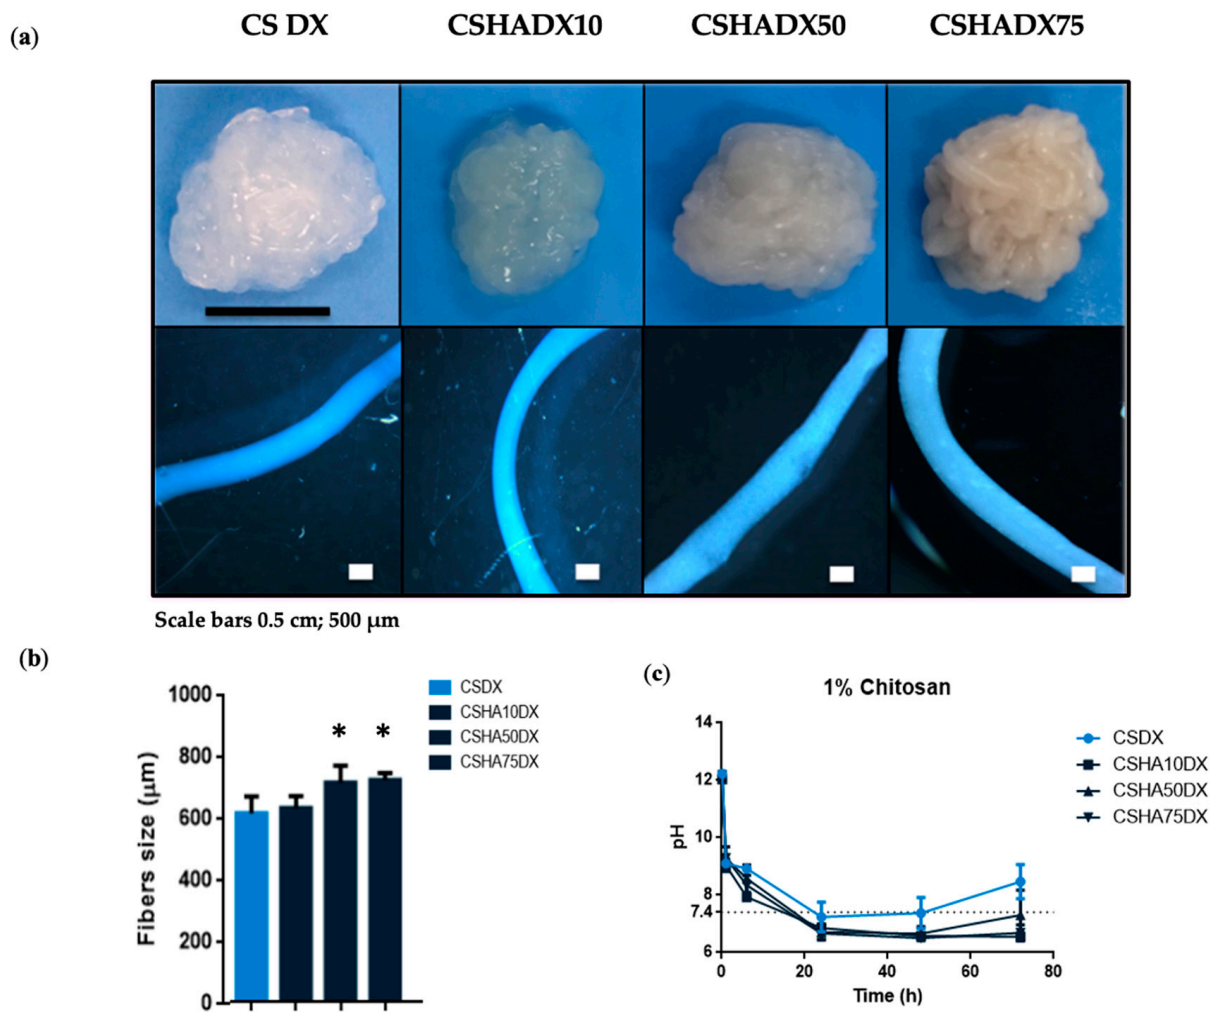 (a)
CS DX CSHADX10 CSHADX50 CSHADX75
Scale bars 0.5 cm; 500 µm
(b)
CSDX
CSHA10DX
CSHA50DX
CSHA75DX
1000
800
600
400
200
0
Fibers size (µm)
* *
(c)
1% Chitosan
14
12
10
8
7.4
6
pH
0 20 40 60 80
Time (h)
CSDX
CSHA10DX
CSHA50DX
CSHA75DX